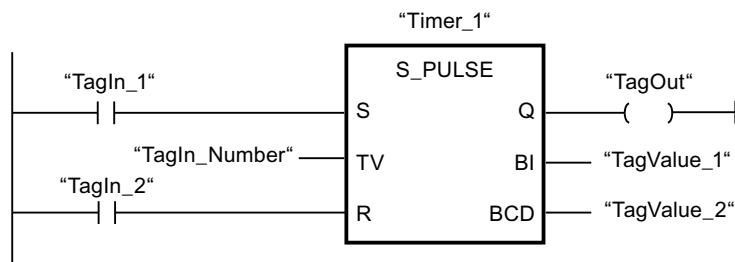 “Timer_1“
S_PULSE
“TagIn_1“
S
Q
“TagOut“
“TagIn_Number“
TV
BI
“TagValue_1“
“TagIn_2“
R
BCD
“TagValue_2“